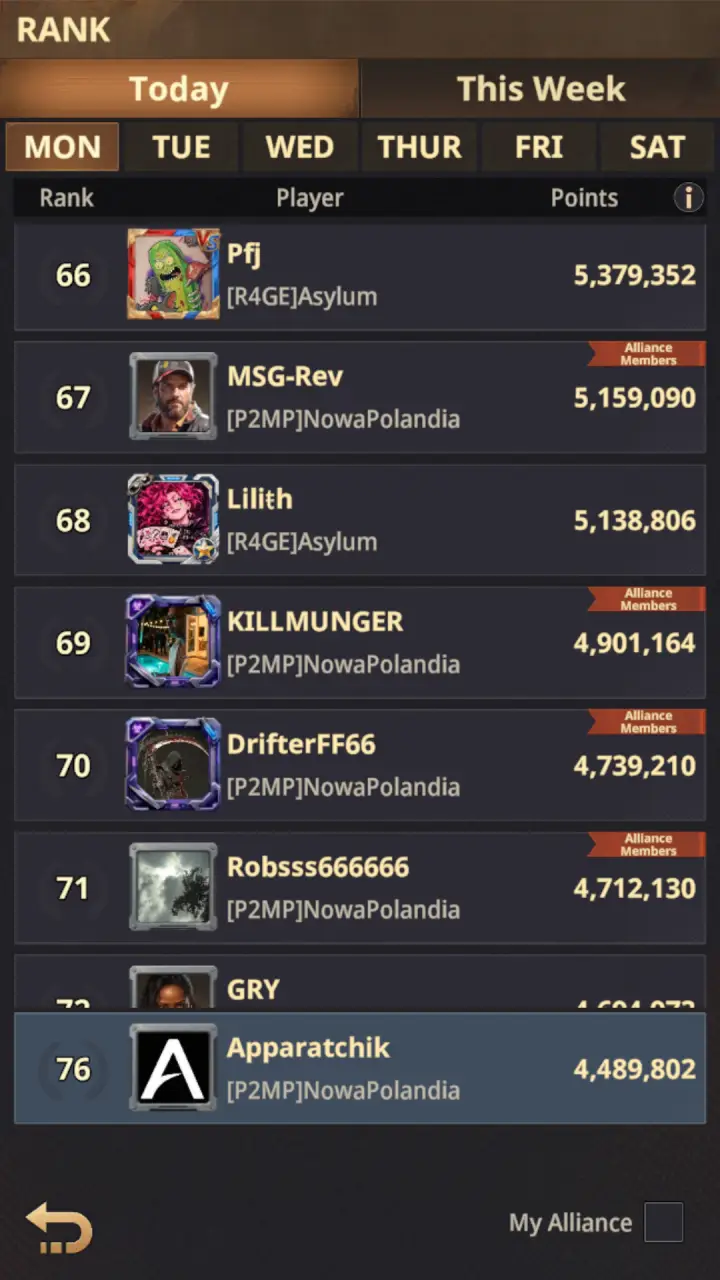 RANK
Today
This Week
MON
TUE
WED
THUR
FRI
SAT
Rank
Player
Points
66
Pfj
[R4GE]Asylum
5,379,352
Alliance
Members
67
MSG-Rev
[P2MP]NowaPolandia
5,159,090
68
Lilith
[R4GE]Asylum
5,138,806
Alliance
Members
69
KILLMUNGER
[P2MP]NowaPolandia
4,901,164
Alliance
Members
70
DrifterFF66
[P2MP]NowaPolandia
4,739,210
Alliance
Members
71
Robsss666666
[P2MP]NowaPolandia
4,712,130
GRY
76
Apparatchik
[P2MP]NowaPolandia
4,489,802
My Alliance